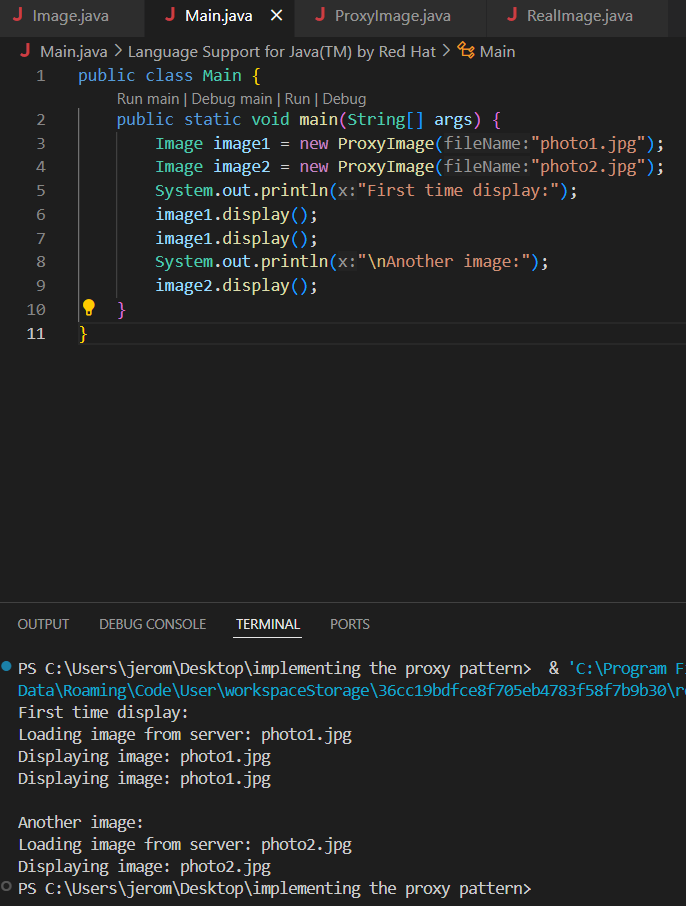 J Image.java J Main.java × J ProxyImage.java J RealImage.java
J Main.java > Language Support for Java(TM) by Red Hat > Main
1 public class Main {
Run main | Debug main | Run | Debug
2 public static void main(String[] args) {
3 Image image1 = new ProxyImage(fileName:"photo1.jpg");
4 Image image2 = new ProxyImage(fileName:"photo2.jpg");
5 System.out.println(x:"First time display:");
6 image1.display();
7 image1.display();
8 System.out.println(x:"\nAnother image:");
9 image2.display();
10 }
11 }
OUTPUT DEBUG CONSOLE TERMINAL PORTS
PS C:\Users\jerom\Desktop\implementing the proxy pattern> & 'C:\Program F
Data\Roaming\Code\User\workspaceStorage\36cc19bdfce8f705eb4783f58f7b9b30\r
First time display:
Loading image from server: photo1.jpg
Displaying image: photo1.jpg
Displaying image: photo1.jpg
Another image:
Loading image from server: photo2.jpg
Displaying image: photo2.jpg
PS C:\Users\jerom\Desktop\implementing the proxy pattern>